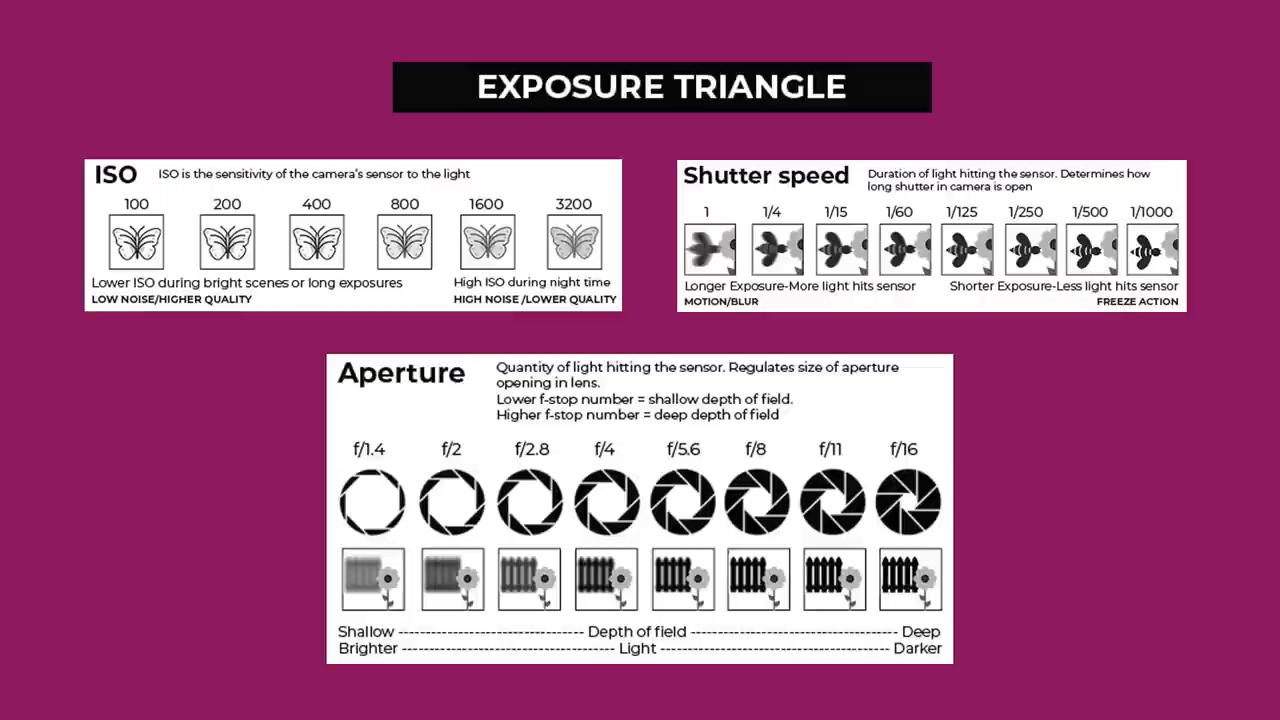 EXPOSURE TRIANGLE
ISO
ISO is the sensitivity of the camera's sensor to the light
100 200 400 800 1600 3200
Lower ISO during bright scenes or long exposures
High ISO during night time
LOW NOISE/HIGHER QUALITY
HIGH NOISE /LOWER QUALITY
Shutter speed
Duration of light hitting the sensor. Determines how
long shutter in camera is open
1 1/4 1/15 1/60 1/125 1/250 1/500 1/1000
Longer Exposure-More light hits sensor
Shorter Exposure-Less light hits sensor
MOTION/BLUR
FREEZE ACTION
Aperture
Quantity of light hitting the sensor. Regulates size of aperture
opening in lens.
Lower f-stop number = shallow depth of field.
Higher f-stop number = deep depth of field
f/1.4 f/2 f/2.8 f/4 f/5.6 f/8 f/11 f/16
Shallow -------------------------------- Depth of field ------------------------------------ Deep
Brighter ------------------------------------- Light ---------------------------------------- Darker